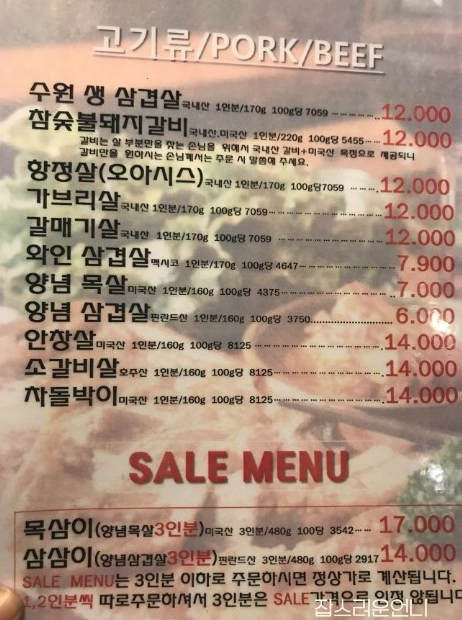 고기류/PORK/BEEF
수원 생 삼겹살국내산 1인분/170g 100g당 7059 ..............12.000
참숯불돼지갈비국내산,미국산 1인분/220g 100g당 5455.....12.000
갈비는 살 부분만을 찾는 손님을 위해서 국내산 갈비+미국산 목정으로 제공되니
갈비만을 원하시는 손님께서는 주문 시 말씀해 주세요.
항정살(오아시스)국내산 1인분/170g 100g당7059 ........12.000
가브리살국내산 1인분/170g 100g당 7059..............................12.000
갈매기살국내산 1인분/170g 100g당 7059..............................12.000
와인 삼겹살멕시코 1인분/170g 100g당 4647......................7.900
양념 목살미국산 1인분/160g 100g당 4375..........................7.000
양념 삼겹살핀란드산 1인분/160g 100g당 3750......................6.000
안창살미국산 1인분/160g 100g당 8125..............................14.000
소갈비살호주산 1인분/160g 100g당 8125...........................14.000
차돌박이미국산 1인분/160g 100g당 8125...........................14.000
SALE MENU
목삼이(양념목살3인분)미국산 3인분/480g 100당 3542......17.000
삼삼이(양념삼겹살3인분)핀란드산 3인분/480g 100g당 2917 14.000
SALE MENU는 3인분 이하로 주문하시면 정상가로 계산됩니다.
1,2인분씩 따로주문하셔서 3인분은 SALE가격으로 인정 안됩니다
잡스러운언니